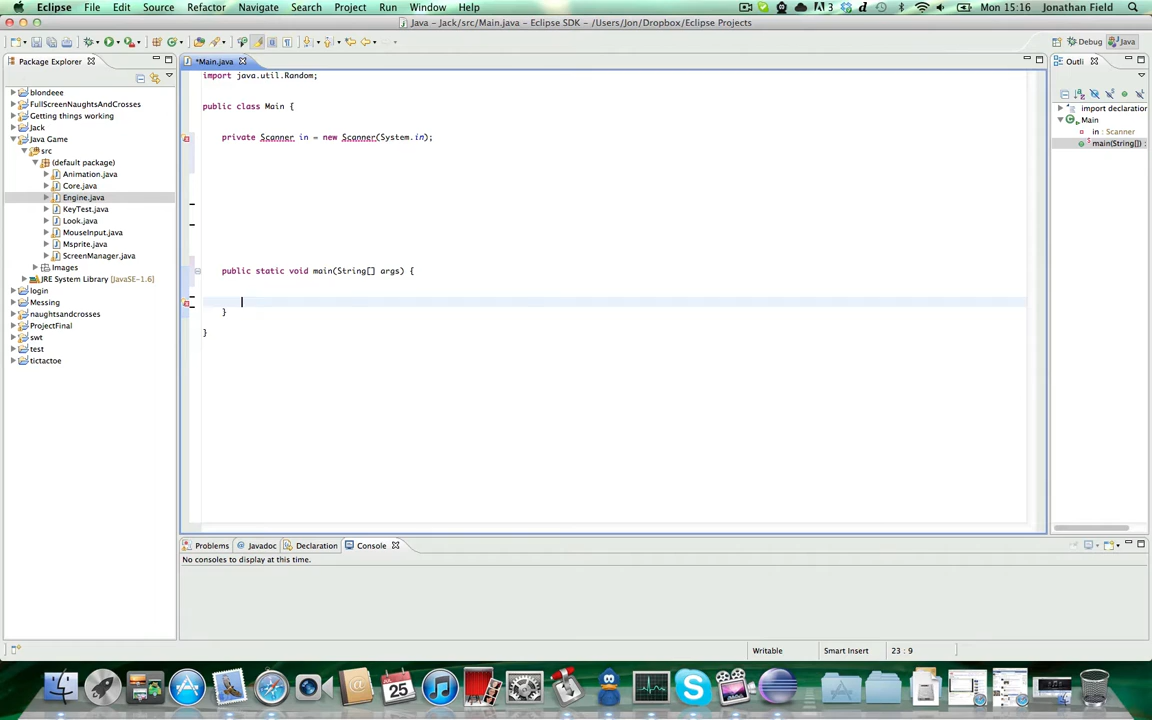 Eclipse File Edit Source Refactor Navigate Search Project Run Window Help 3 Mon 15:16 Jonathan Field
Java - Jack/src/Main.java - Eclipse SDK - /Users/Jon/Dropbox/Eclipse Projects
Debug Java
Package Explorer
*Main.java
Outli
blondeee
FullScreenNaughtsAndCrosses
Getting things working
Jack
Java Game
src
(default package)
Animation.java
Core.java
Engine.java
KeyTest.java
Look.java
MouseInput.java
Msprite.java
ScreenManager.java
Images
JRE System Library [JavaSE-1.6]
login
Messing
naughtsandcrosses
ProjectFinal
swt
test
tictactoe
import java.util.Random;
public class Main {
private Scanner in = new Scanner(System.in);
public static void main(String[] args) {
}
}
import declaration
Main
in : Scanner
main(String[]) :
Problems Javadoc Declaration Console
No consoles to display at this time.
Writable Smart Insert 23 : 9
25